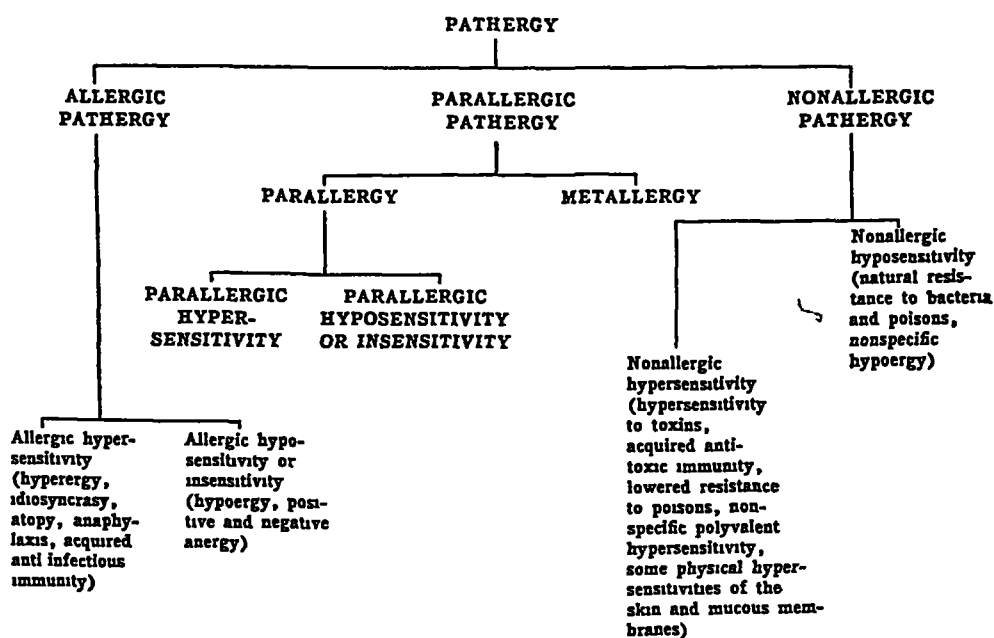 PATHERGY
ALLERGIC
PATHERGY
PARALLERGIC
PATHERGY
NONALLERGIC
PATHERGY
PARALLERGY
METALLERGY
PARALLERGIC
HYPER-
SENSITIVITY
PARALLERGIC
HYPOSENSITIVITY
OR INSENSITIVITY
Nonallergic
hyposensitivity
(natural resis-
tance to bacteria
and poisons,
nonspecific
hypoergy)
Allergic hyper-
sensitivity
(hyperergy,
idiosyncrasy,
atopy, anaphy-
laxis, acquired
anti infectious
immunity)
Allergic hypo-
sensitivity or
insensitivity
(hypoergy, posi-
tive and negative
anergy)
Nonallergic
hypersensitivity
(hypersensitivity
to toxins,
acquired anti-
toxic immunity,
lowered resistance
to poisons, non-
specific polyvalent
hypersensitivity,
some physical hyper-
sensitivities of the
skin and mucous mem-
branes)